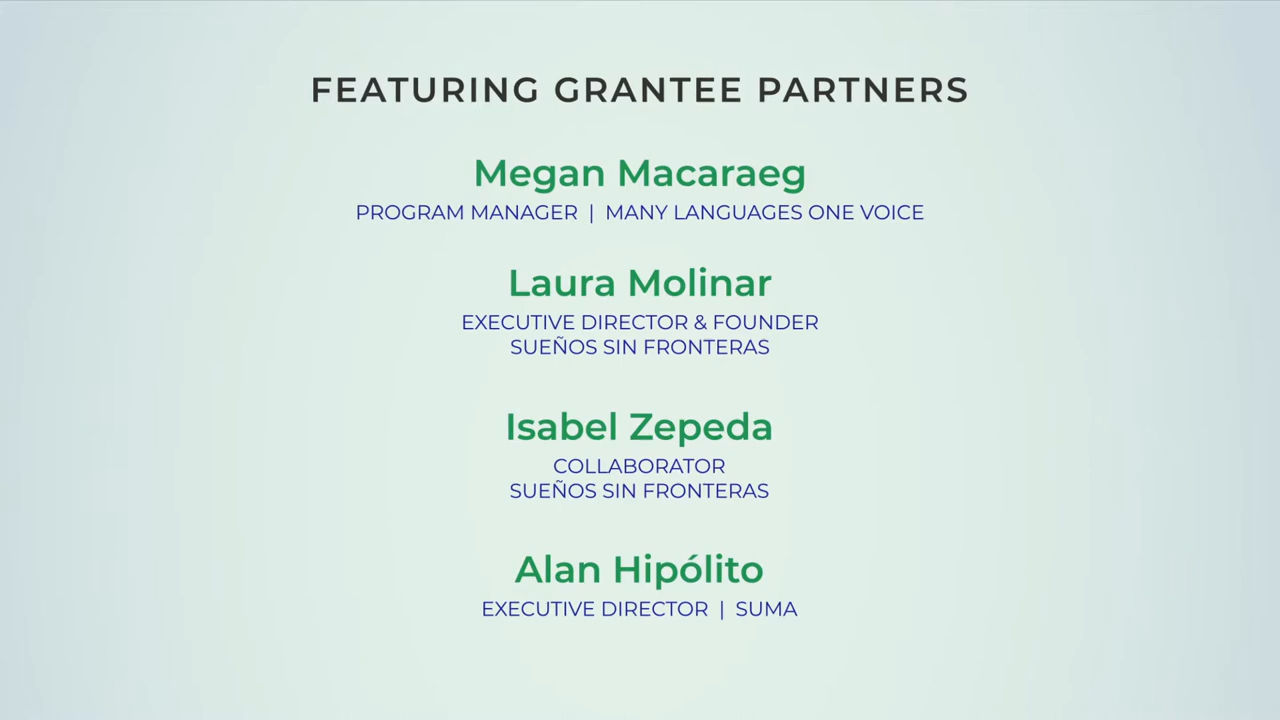 FEATURING GRANTEE PARTNERS
Megan Macaraeg
PROGRAM MANAGER | MANY LANGUAGES ONE VOICE
Laura Molinar
EXECUTIVE DIRECTOR & FOUNDER
SUEÑOS SIN FRONTERAS
Isabel Zepeda
COLLABORATOR
SUEÑOS SIN FRONTERAS
Alan Hipólito
EXECUTIVE DIRECTOR | SUMA